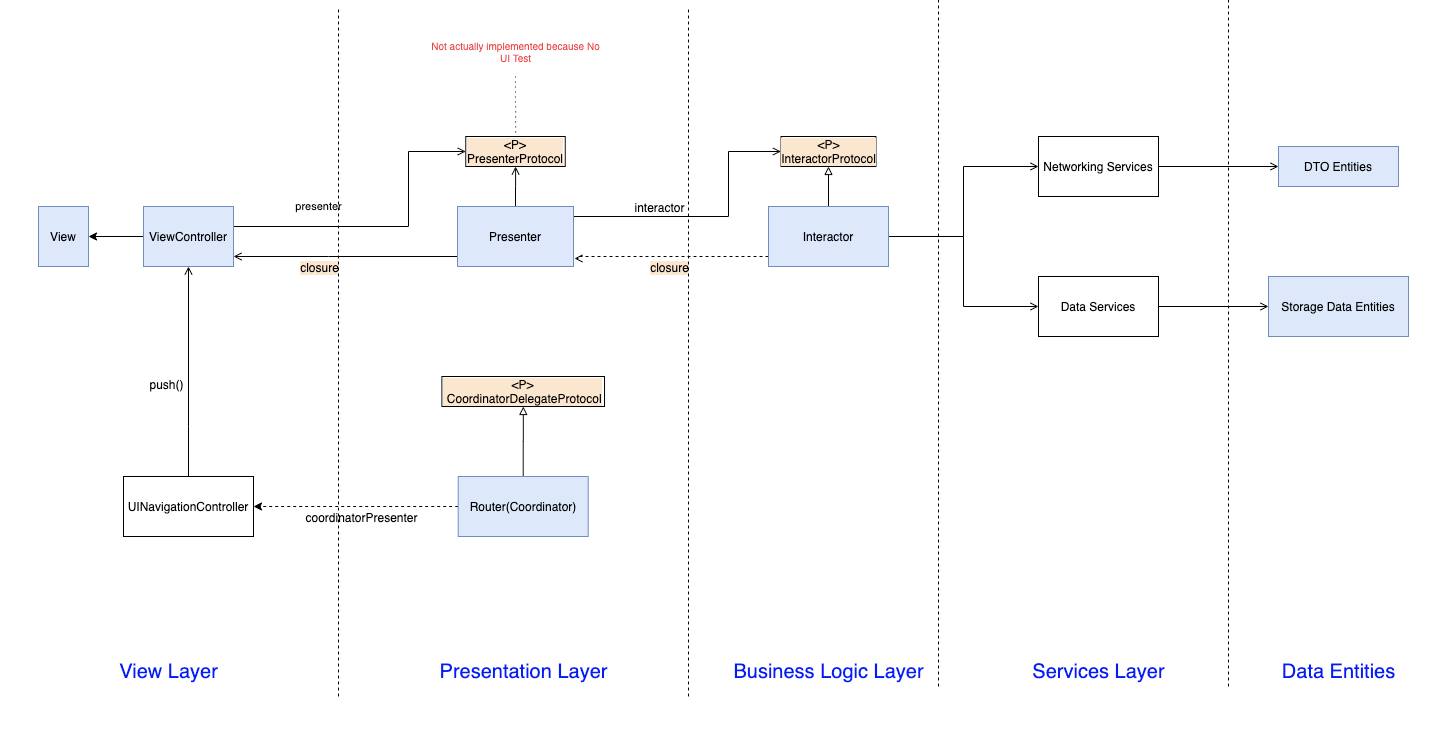 Not actually implemented because No
UI Test
<P>
PresenterProtocol
<P>
InteractorProtocol
Networking Services
DTO Entities
presenter
interactor
View
ViewController
Presenter
Interactor
closure
closure
Data Services
Storage Data Entities
push()
<P>
CoordinatorDelegateProtocol
UINavigationController
coordinatorPresenter
Router(Coordinator)
View Layer
Presentation Layer
Business Logic Layer
Services Layer
Data Entities